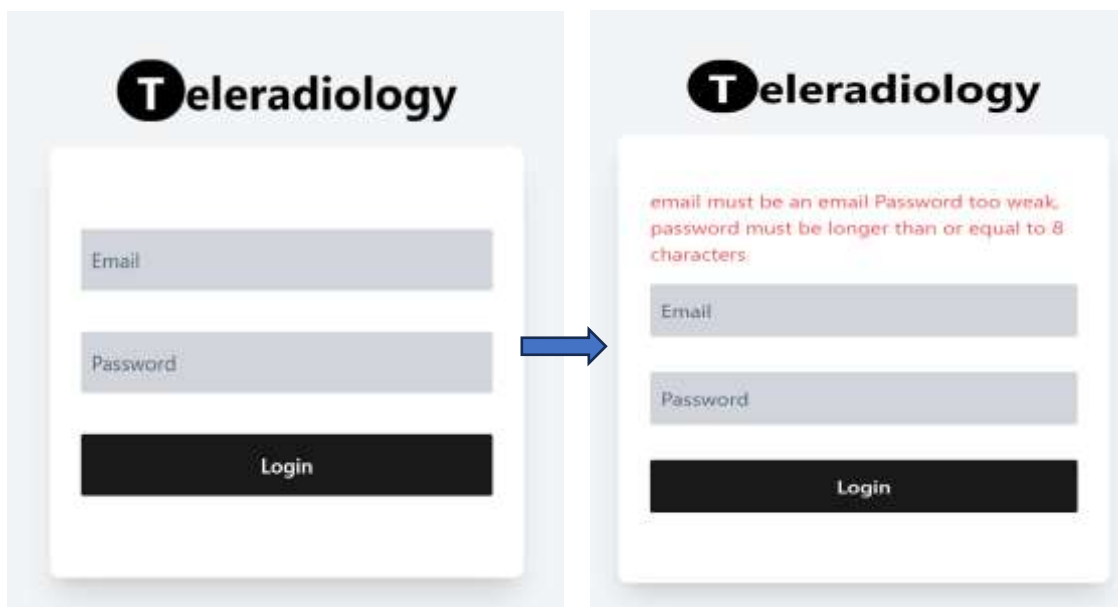 Teleradiology
Email
Password
Login
Teleradiology
email must be an email Password too weak,
password must be longer than or equal to 8
characters
Email
Password
Login